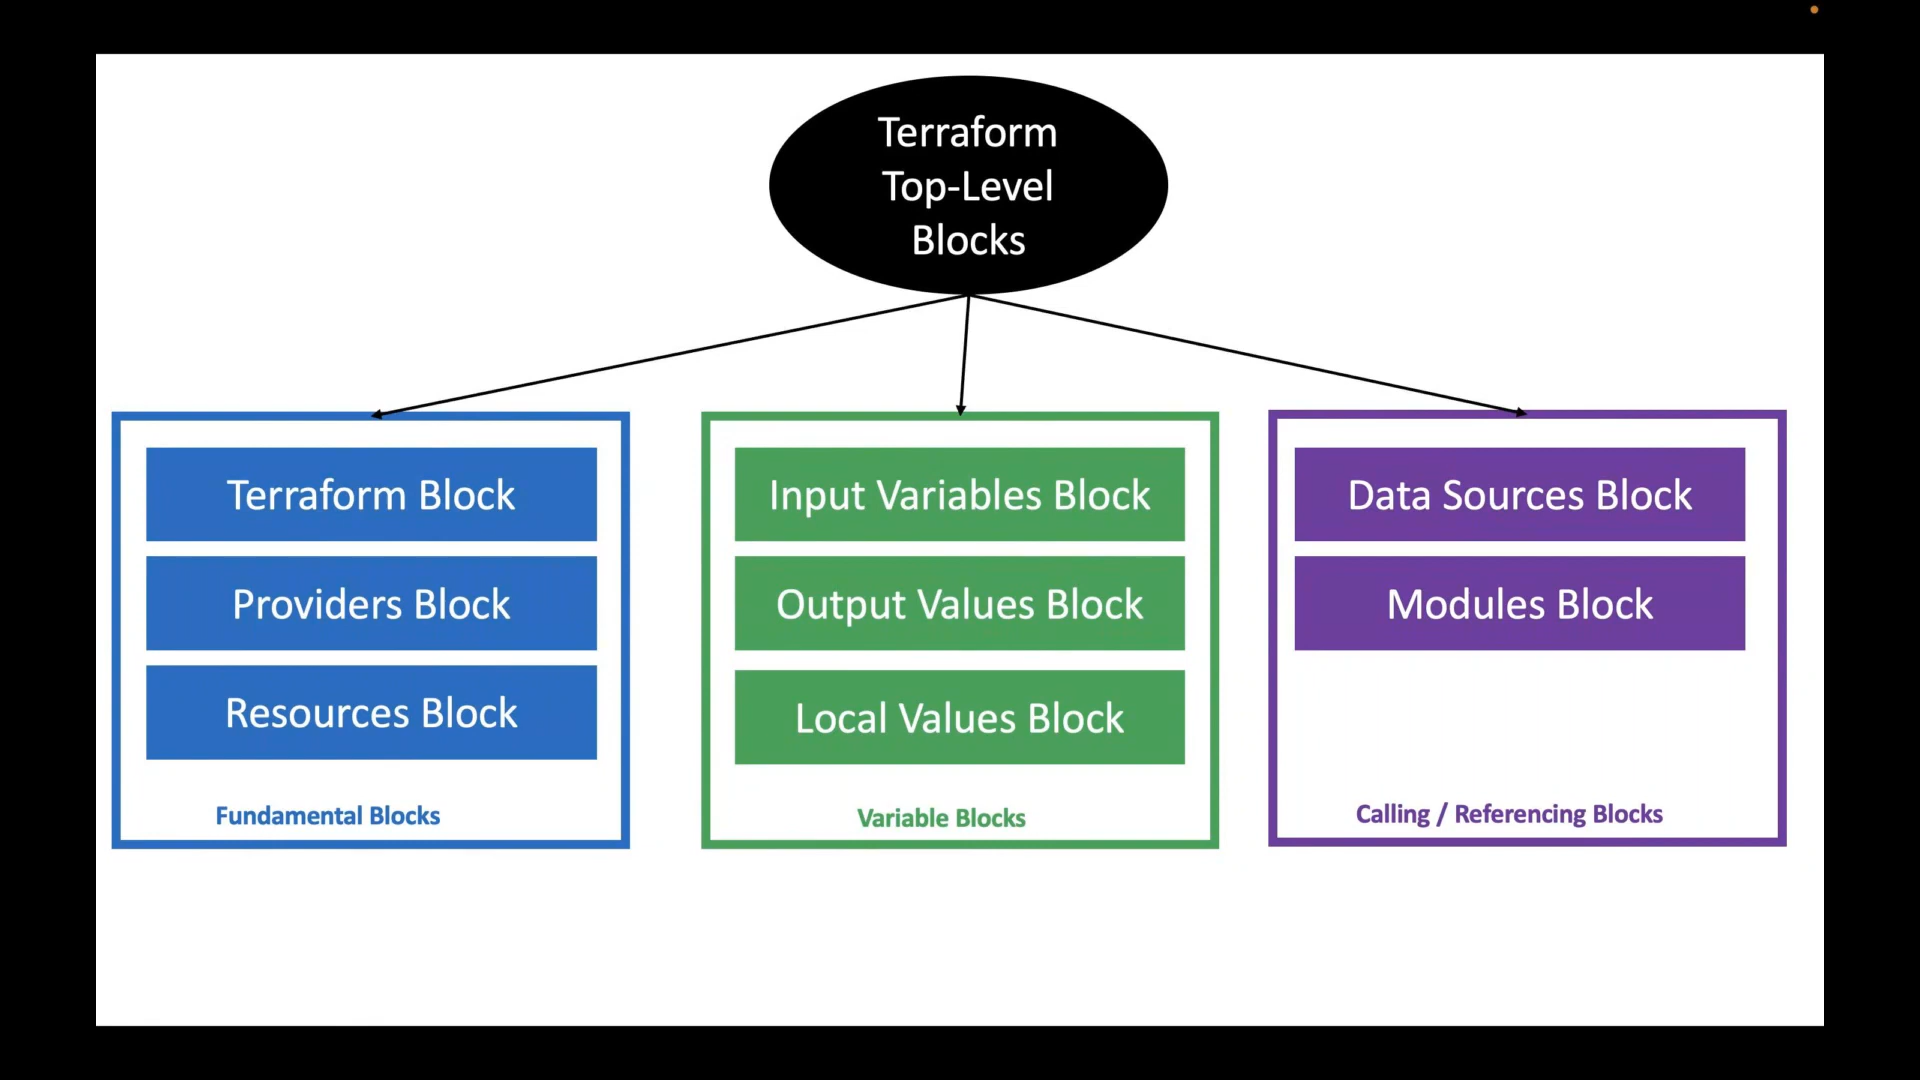 Terraform
Top-Level
Blocks
Terraform Block
Providers Block
Resources Block
Fundamental Blocks
Input Variables Block
Output Values Block
Local Values Block
Variable Blocks
Data Sources Block
Modules Block
Calling / Referencing Blocks